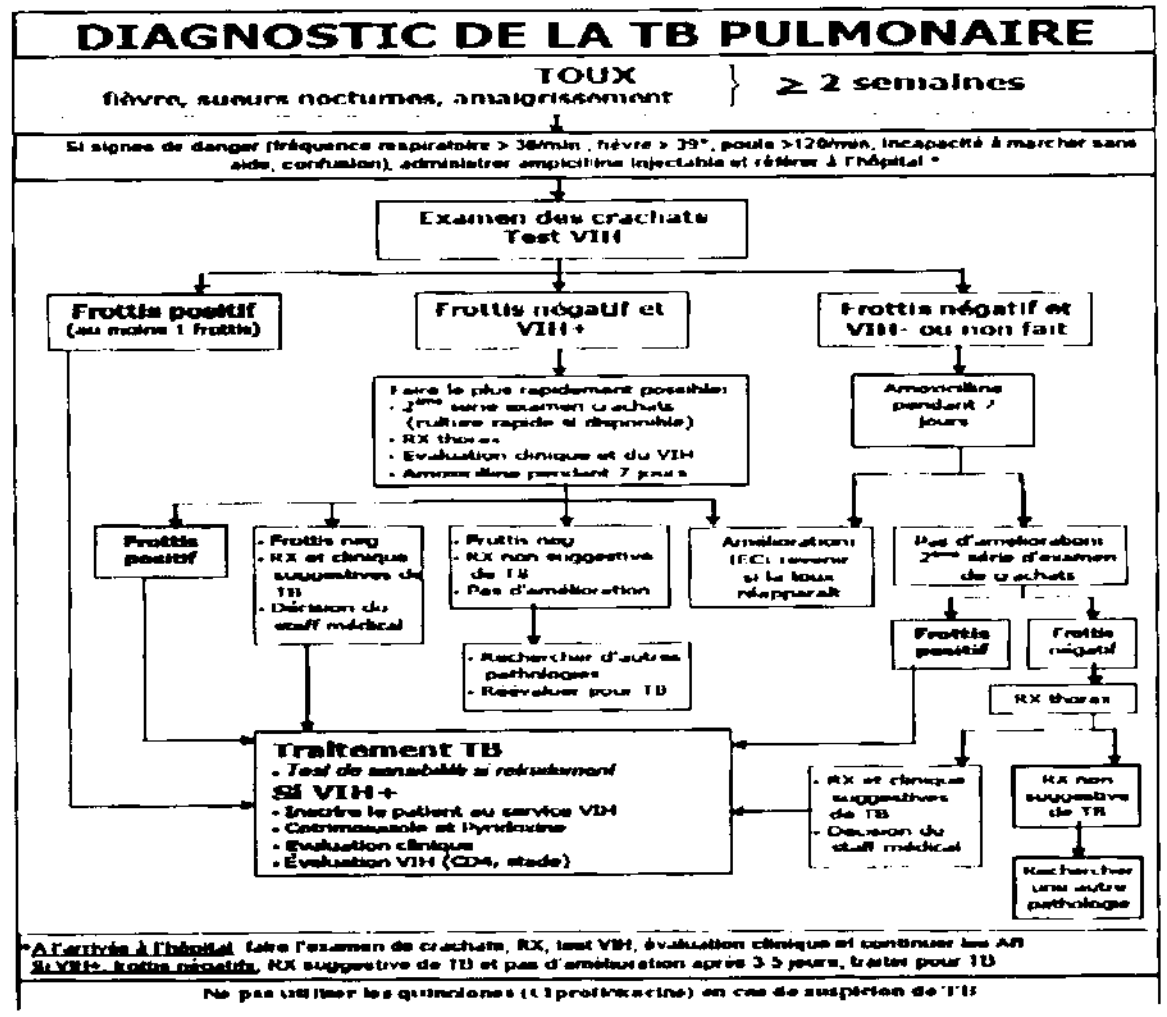 DIAGNOSTIC DE LA TB PULMONAIRE
TOUX
fièvre, sueurs nocturnes, amaigrissement
≥ 2 semaines
Si signes de danger (fréquence respiratoire > 30/min, fièvre > 39°, pouls >120/min, incapacité à marcher sans
aide, confusion), administrer ampicilline injectable et référer à l'hôpital *
Examen des crachats
Test VIH
Frottis positif
(au moins 1 frottis)
Frottis négatif et
VIH+
Frottis négatif et
VIH- ou non fait
Faire le plus rapidement possible:
- 2ème série examen crachats
(culture rapide si disponible)
- RX thorax
- Evaluation clinique et du VIH
- Amoxicilline pendant 7 jours
Amoxicilline
pendant 7
jours
Frottis
positif
- Frottis neg
- RX et clinique
suggestives de
TB
- Décision du
staff médical
- Frottis neg
- RX non suggestive
de TB
- Pas d'amélioration
Amélioration:
IEC: revenir
si la toux
réapparaît
Pas d'amélioration:
2ème série d'examen
de crachats
- Rechercher d'autres
pathologies
- Réévaluer pour TB
Frottis
positif
Frottis
négatif
RX thorax
Traitement TB
- Test de sensibilité si retraitement
Si VIH+
- Inscrire le patient au service VIH
- Cotrimoxazole et Pyridoxine
- Evaluation clinique
- Évaluation VIH (CD4, stade)
- RX et clinique
suggestives
de TB
- Décision du
staff médical
RX non
suggestive
de TB
Rechercher
une autre
pathologie
*A l'arrivée à l'hôpital, faire l'examen de crachats, RX, test VIH, évaluation clinique et continuer les AB
Si VIH+, frottis négatifs, RX suggestive de TB et pas d'amélioration après 3-5 jours, traiter pour TB
Ne pas utiliser les quinolones (Ciprofloxacine) en cas de suspicion de TB